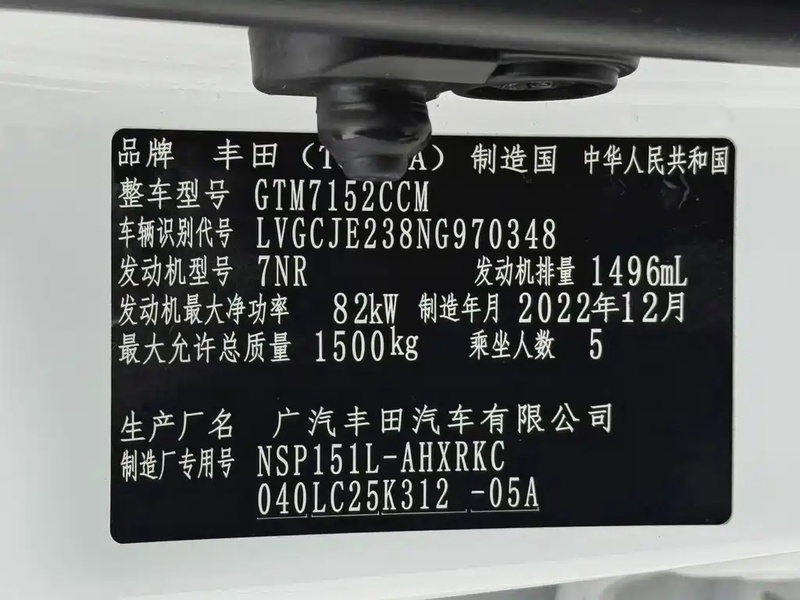 品牌 丰田（T A）制造国 中华人民共和国
整车型号 GTM7152CCM
车辆识别代号 LVGCJE238NG970348
发动机型号 7NR 发动机排量 1496mL
发动机最大净功率 82kW 制造年月 2022年12月
最大允许总质量 1500kg 乘坐人数 5
生产厂名 广汽丰田汽车有限公司
制造厂专用号 NSP151L-AHXRKC
040LC25K312 -05A